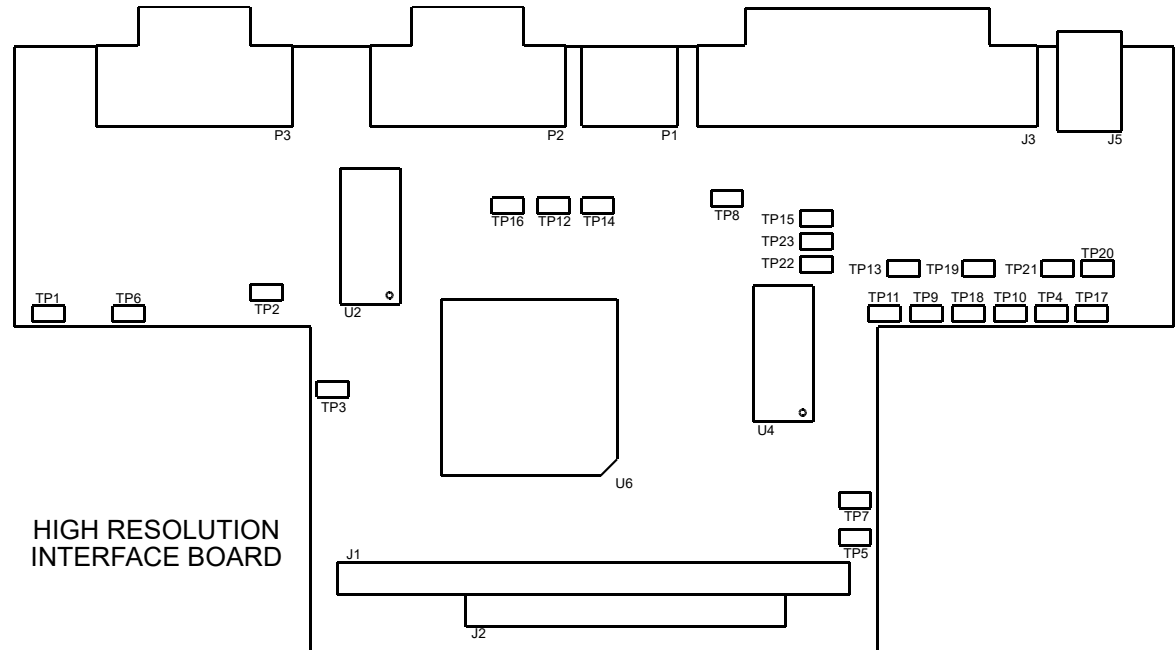 P3
P2
P1
J3
J5
TP16
TP12
TP14
TP8
TP15
TP23
TP22
TP13
TP19
TP21
TP20
TP1
TP6
TP2
U2
TP11
TP9
TP18
TP10
TP4
TP17
TP3
U4
U6
TP7
TP5
HIGH RESOLUTION
INTERFACE BOARD
J1
J2